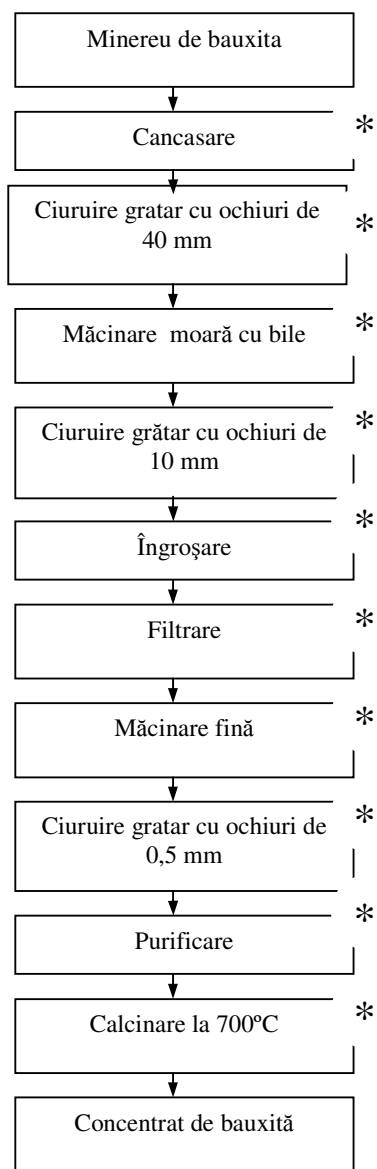 Minereu de bauxita
Cancasare
*
Ciuruire gratar cu ochiuri de
40 mm
*
Măcinare moară cu bile
*
Ciuruire grătar cu ochiuri de
10 mm
*
Îngroşare
*
Filtrare
*
Măcinare fină
*
Ciuruire gratar cu ochiuri de
0,5 mm
*
Purificare
*
Calcinare la 700ºC
*
Concentrat de bauxită